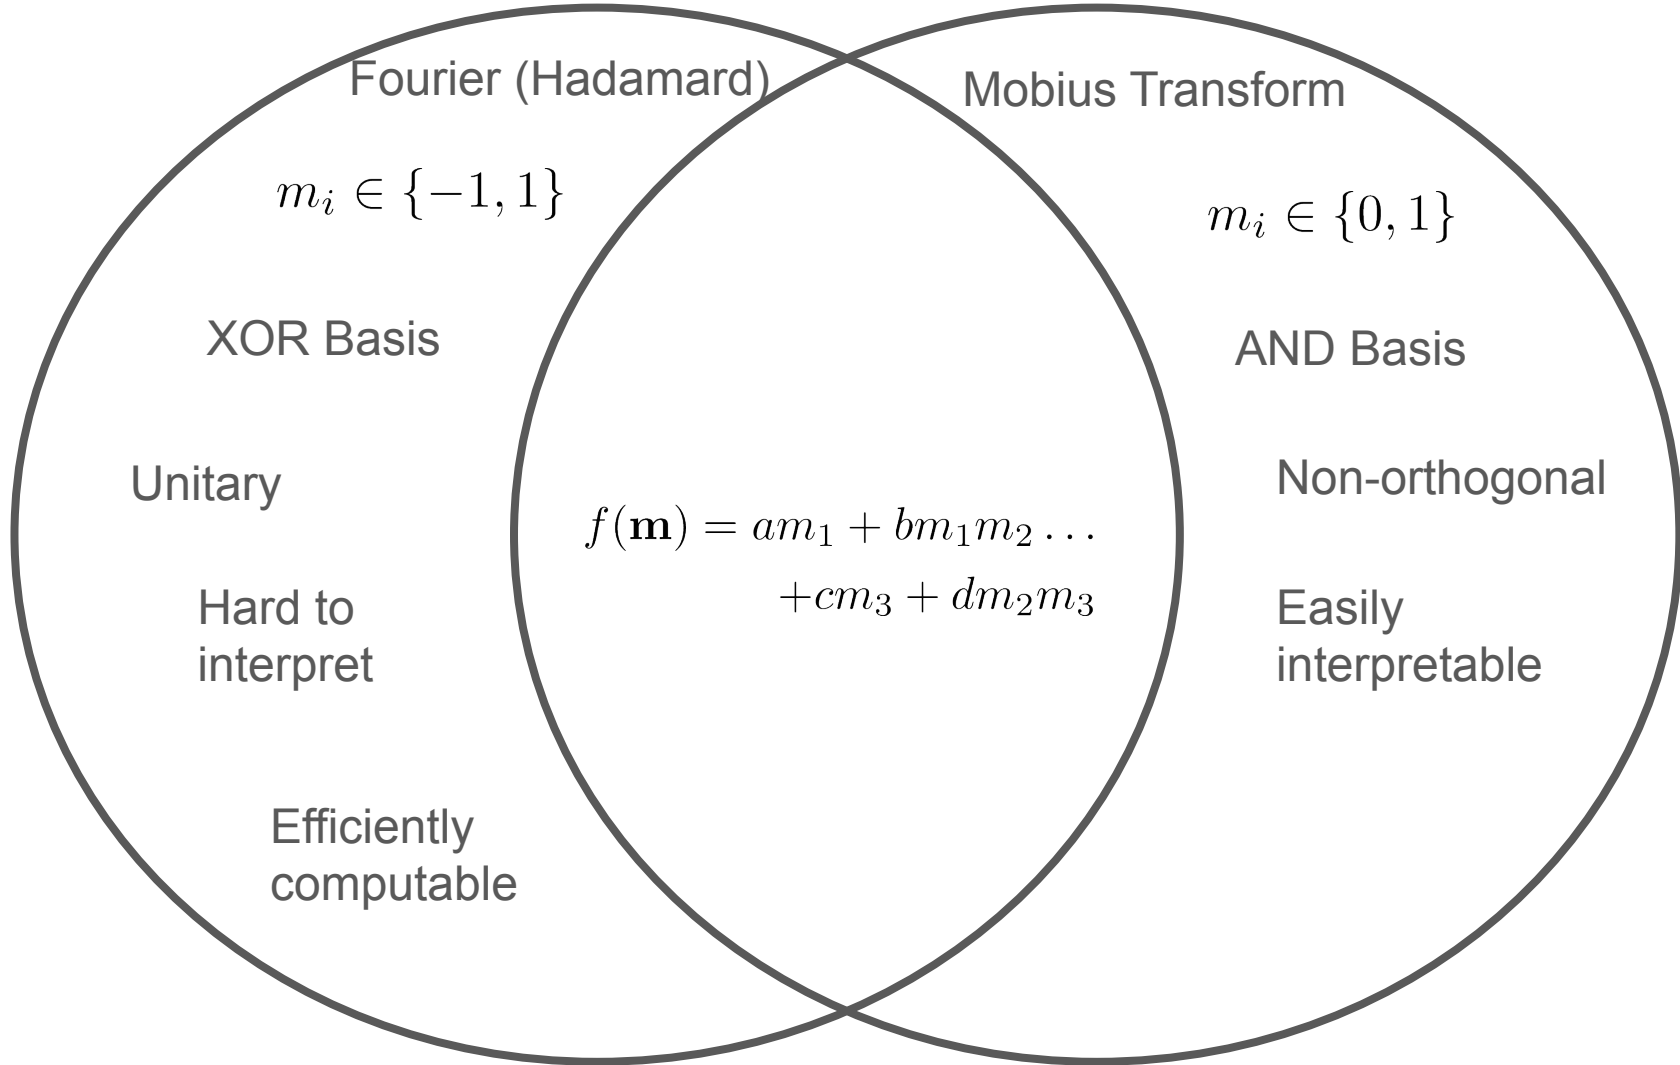 Fourier (Hadamard)
m_i ∈ {−1, 1}
XOR Basis
Unitary
Hard to
interpret
Efficiently
computable
f(𝐦) = am_1 + bm_1m_2 …
+cm_3 + dm_2m_3
Mobius Transform
m_i ∈ {0, 1}
AND Basis
Non-orthogonal
Easily
interpretable